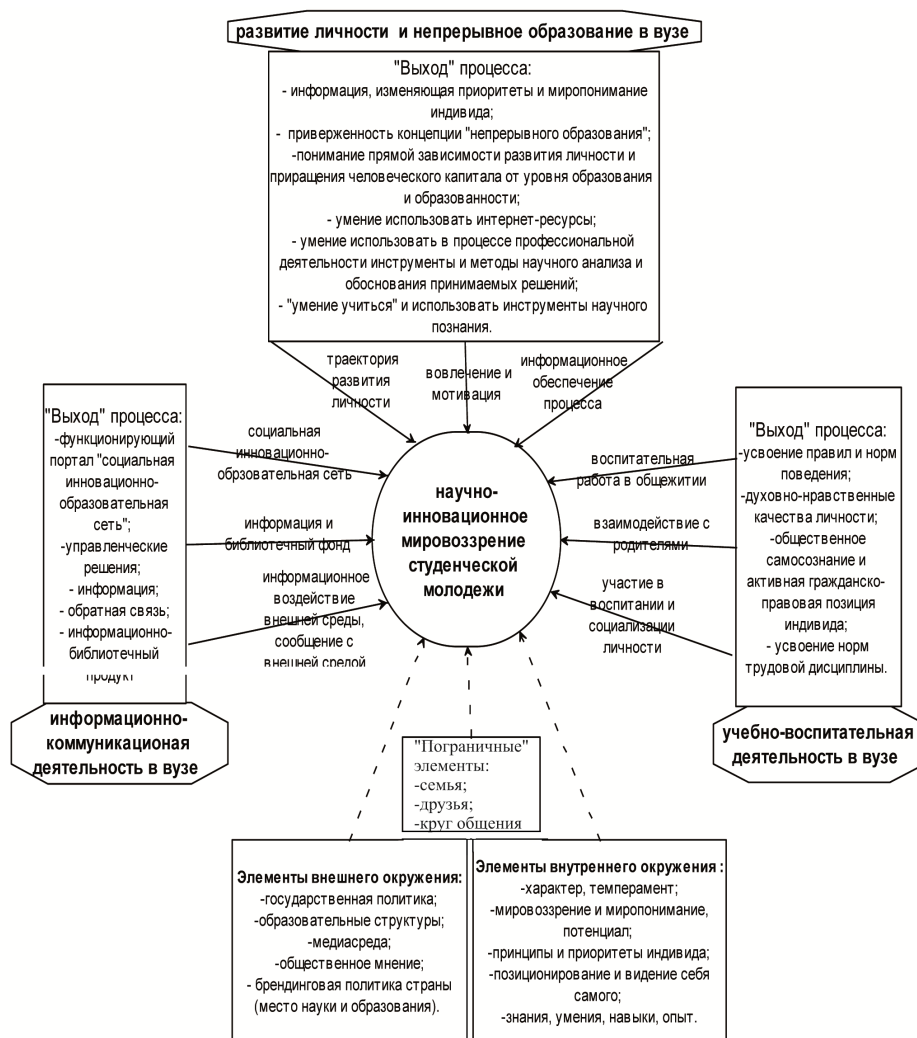 развитие личности и непрерывное образование в вузе
"Выход" процесса:
- информация, изменяющая приоритеты и миропонимание
индивида;
- приверженность концепции "непрерывного образования";
-понимание прямой зависимости развития личности и
приращения человеческого капитала от уровня образования
и образованности;
- умение использовать интернет-ресурсы;
- умение использовать в процессе профессиональной
деятельности инструменты и методы научного анализа и
обоснования принимаемых решений;
- "умение учиться" и использовать инструменты научного
познания.
траектория
развития
личности
вовлечение и
мотивация
информационное
обеспечение
процесса
"Выход" процесса:
-функционирующий
портал "социальная
инновационно-
образовательная
сеть";
-управленческие
решения;
- информация;
- обратная связь;
- информационно-
библиотечный
продукт
информационно-
коммуникационая
деятельность в вузе
социальная
инновационно-
обрзовательная сеть
информация и
библиотечный фонд
информационное
воздействие
внешней среды,
сообщение с
внешней средой
научно-
инновационное
мировоззрение
студенческой
молодежи
воспитательная
работа в общежитии
взаимодействие с
родителями
участие в
воспитании и
социализации
личности
"Выход" процесса:
-усвоение правил и норм
поведения;
-духовно-нравственные
качества личности;
-общественное
самосознание и
активная гражданско-
правовая позиция
индивида;
- усвоение норм
трудовой дисциплины.
учебно-воспитательная
деятельность в вузе
"Пограничные"
элементы:
-семья;
-друзья;
-круг общения
Элементы внешнего окружения:
-государственная политика;
-образовательные структуры;
-медиасреда;
-общественное мнение;
- брендинговая политика страны
(место науки и образования).
Элементы внутреннего окружения :
-характер, темперамент;
-мировоззрение и миропонимание,
потенциал;
-принципы и приоритеты индивида;
-позиционирование и видение себя
самого;
-знания, умения, навыки, опыт.